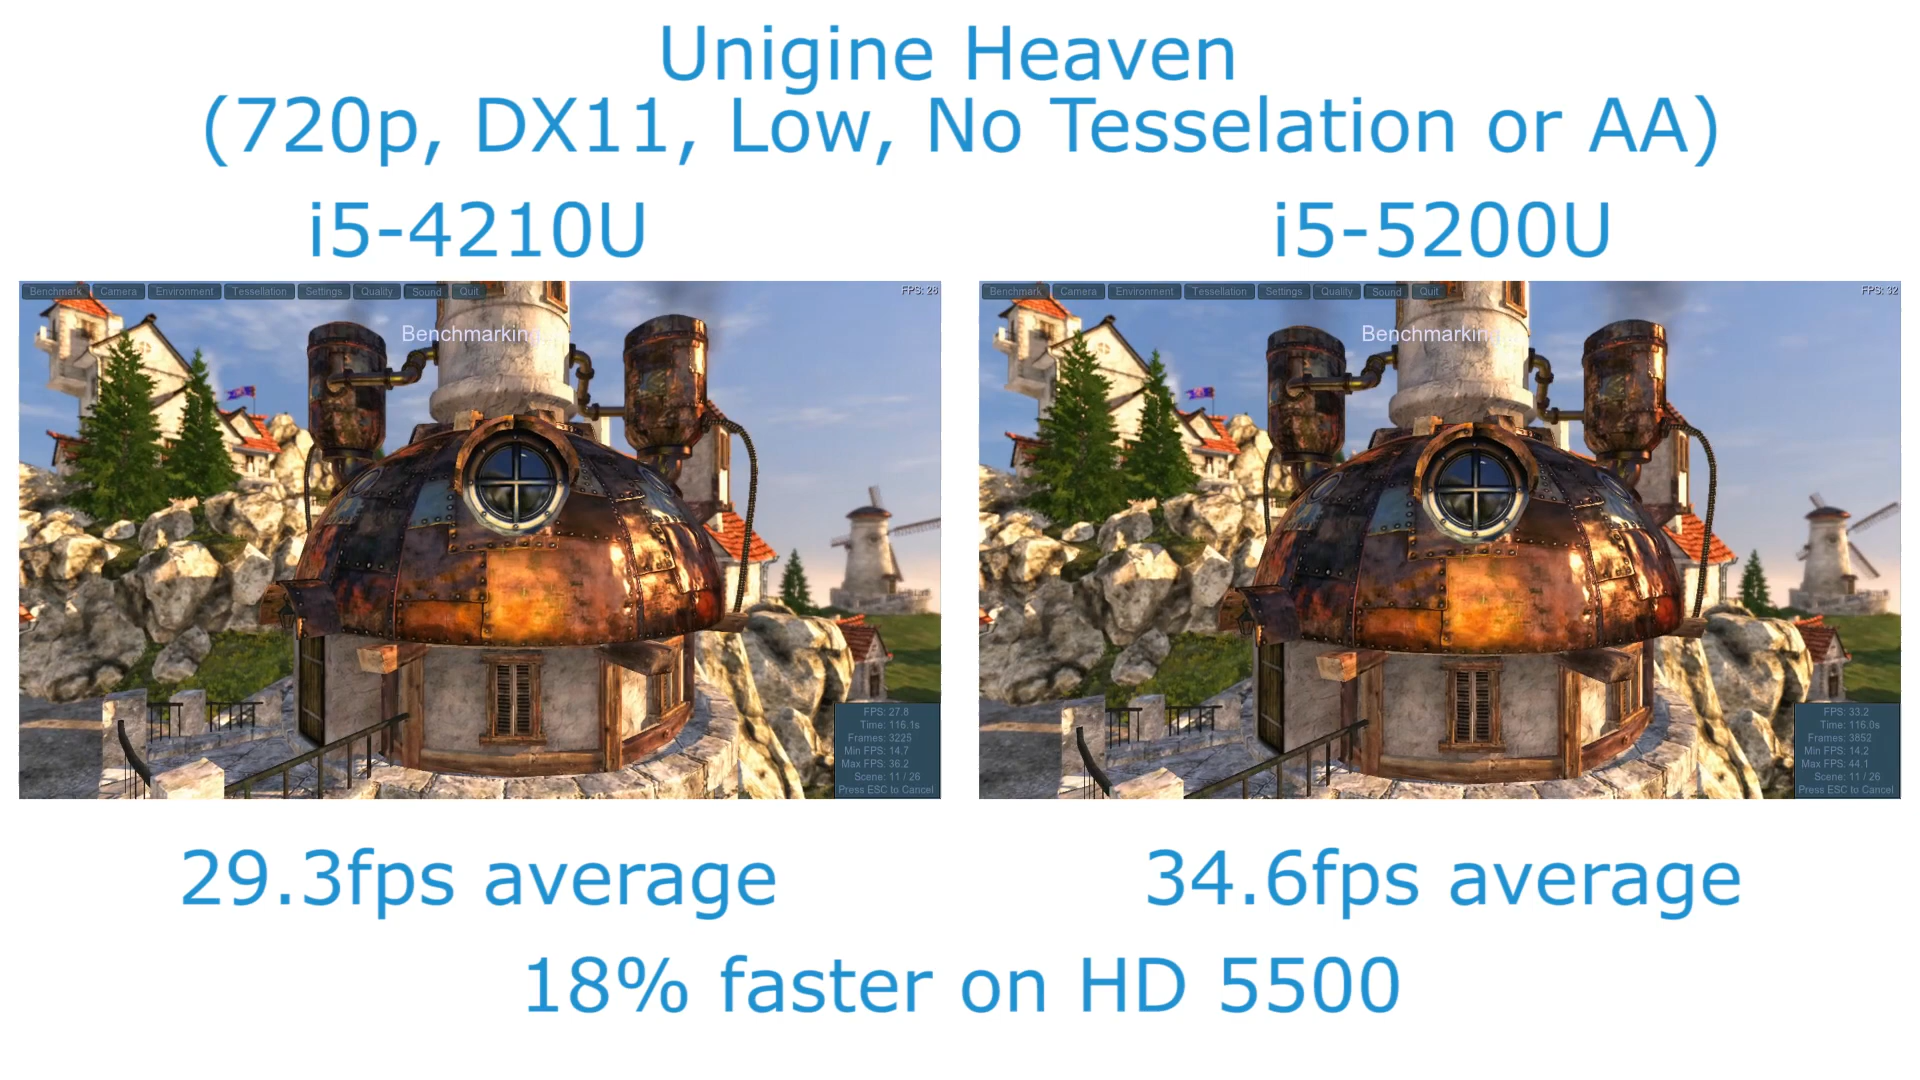 Unigine Heaven
(720p, DX11, Low, No Tesselation or AA)
i5-4210U
i5-5200U
Benchmark Camera Environment Tessellation Settings Quality Sound Quit
FPS: 28
Benchmarking
FPS: 27.8
Time: 116.1s
Frames: 3225
Min FPS: 14.7
Max FPS: 36.2
Scene: 11 / 26
Press ESC to Cancel
Benchmark Camera Environment Tessellation Settings Quality Sound Quit
FPS: 32
Benchmarkin
FPS: 33.2
Time: 116.0s
Frames: 3852
Min FPS: 14.2
Max FPS: 44.1
Scene: 11 / 26
Press ESC to Cancel
29.3fps average
34.6fps average
18% faster on HD 5500